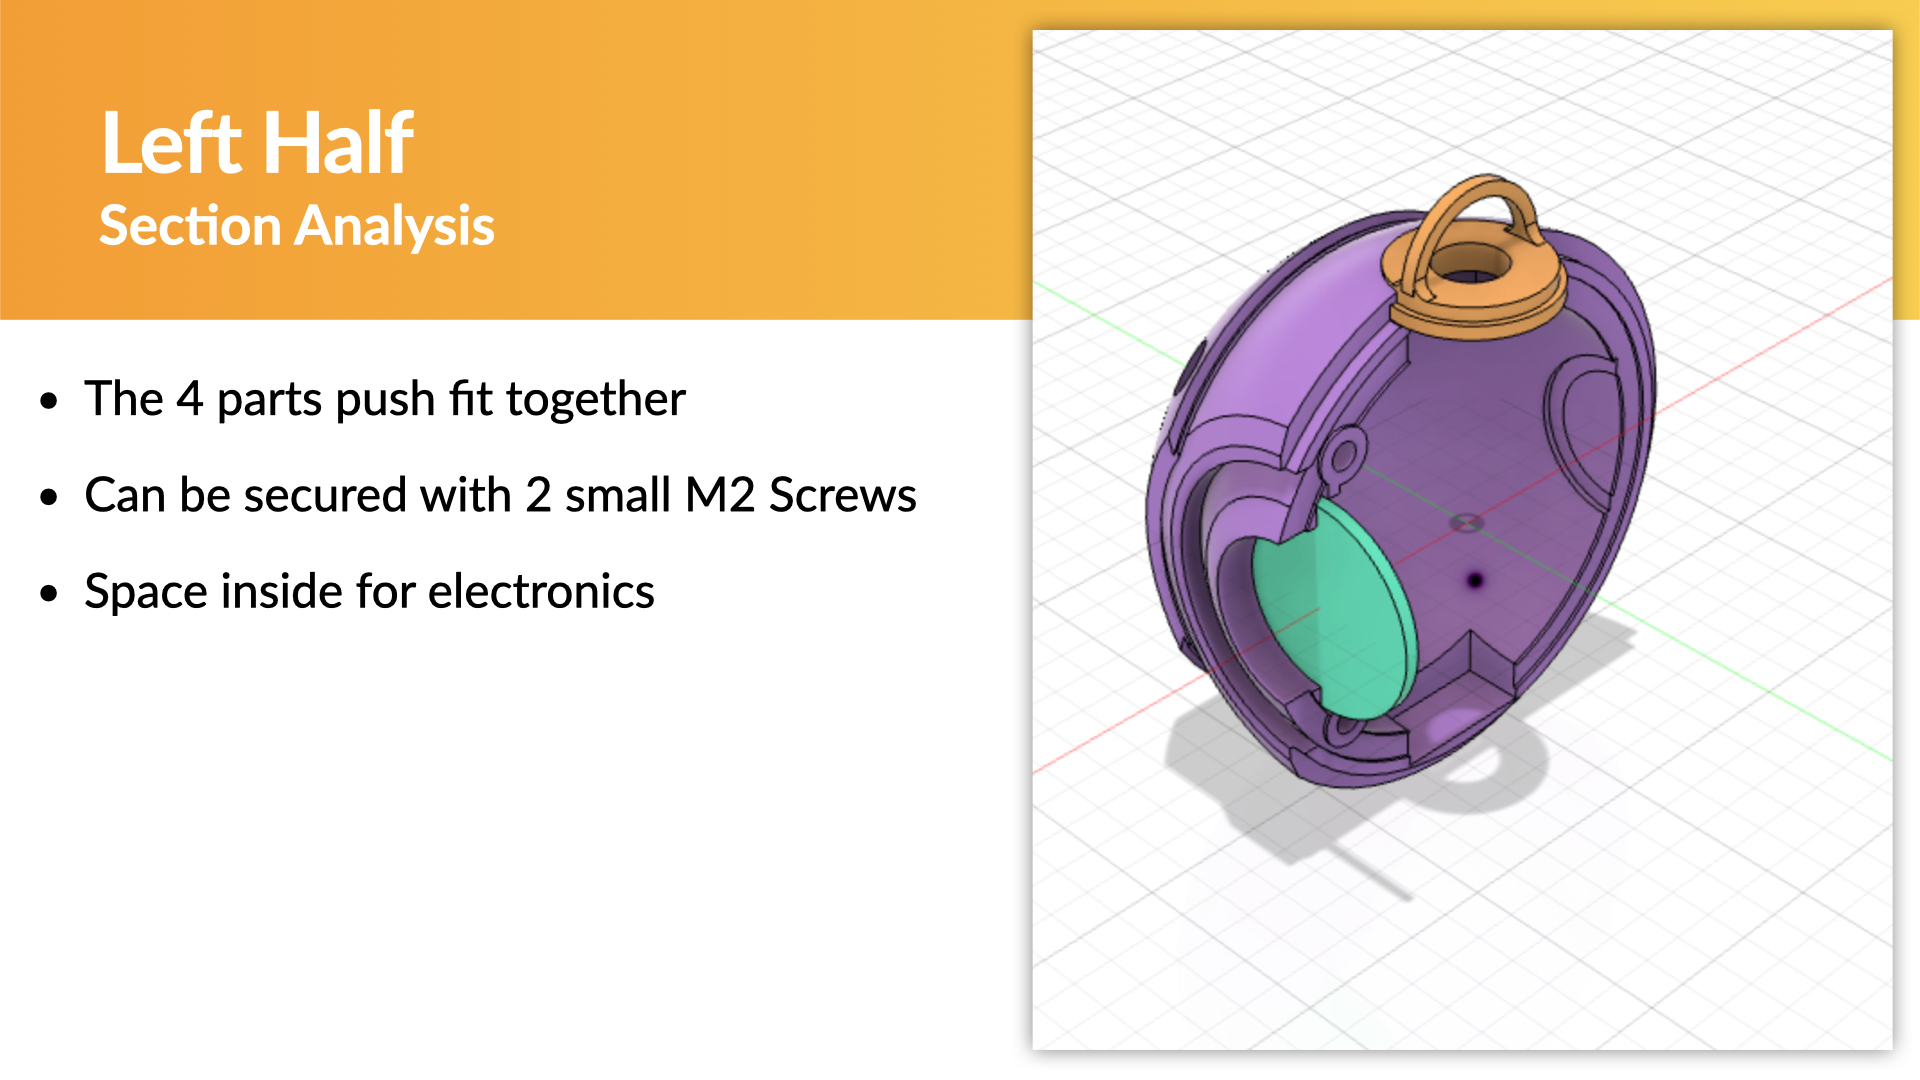 Left Half
Section Analysis
• The 4 parts push fit together
• Can be secured with 2 small M2 Screws
• Space inside for electronics